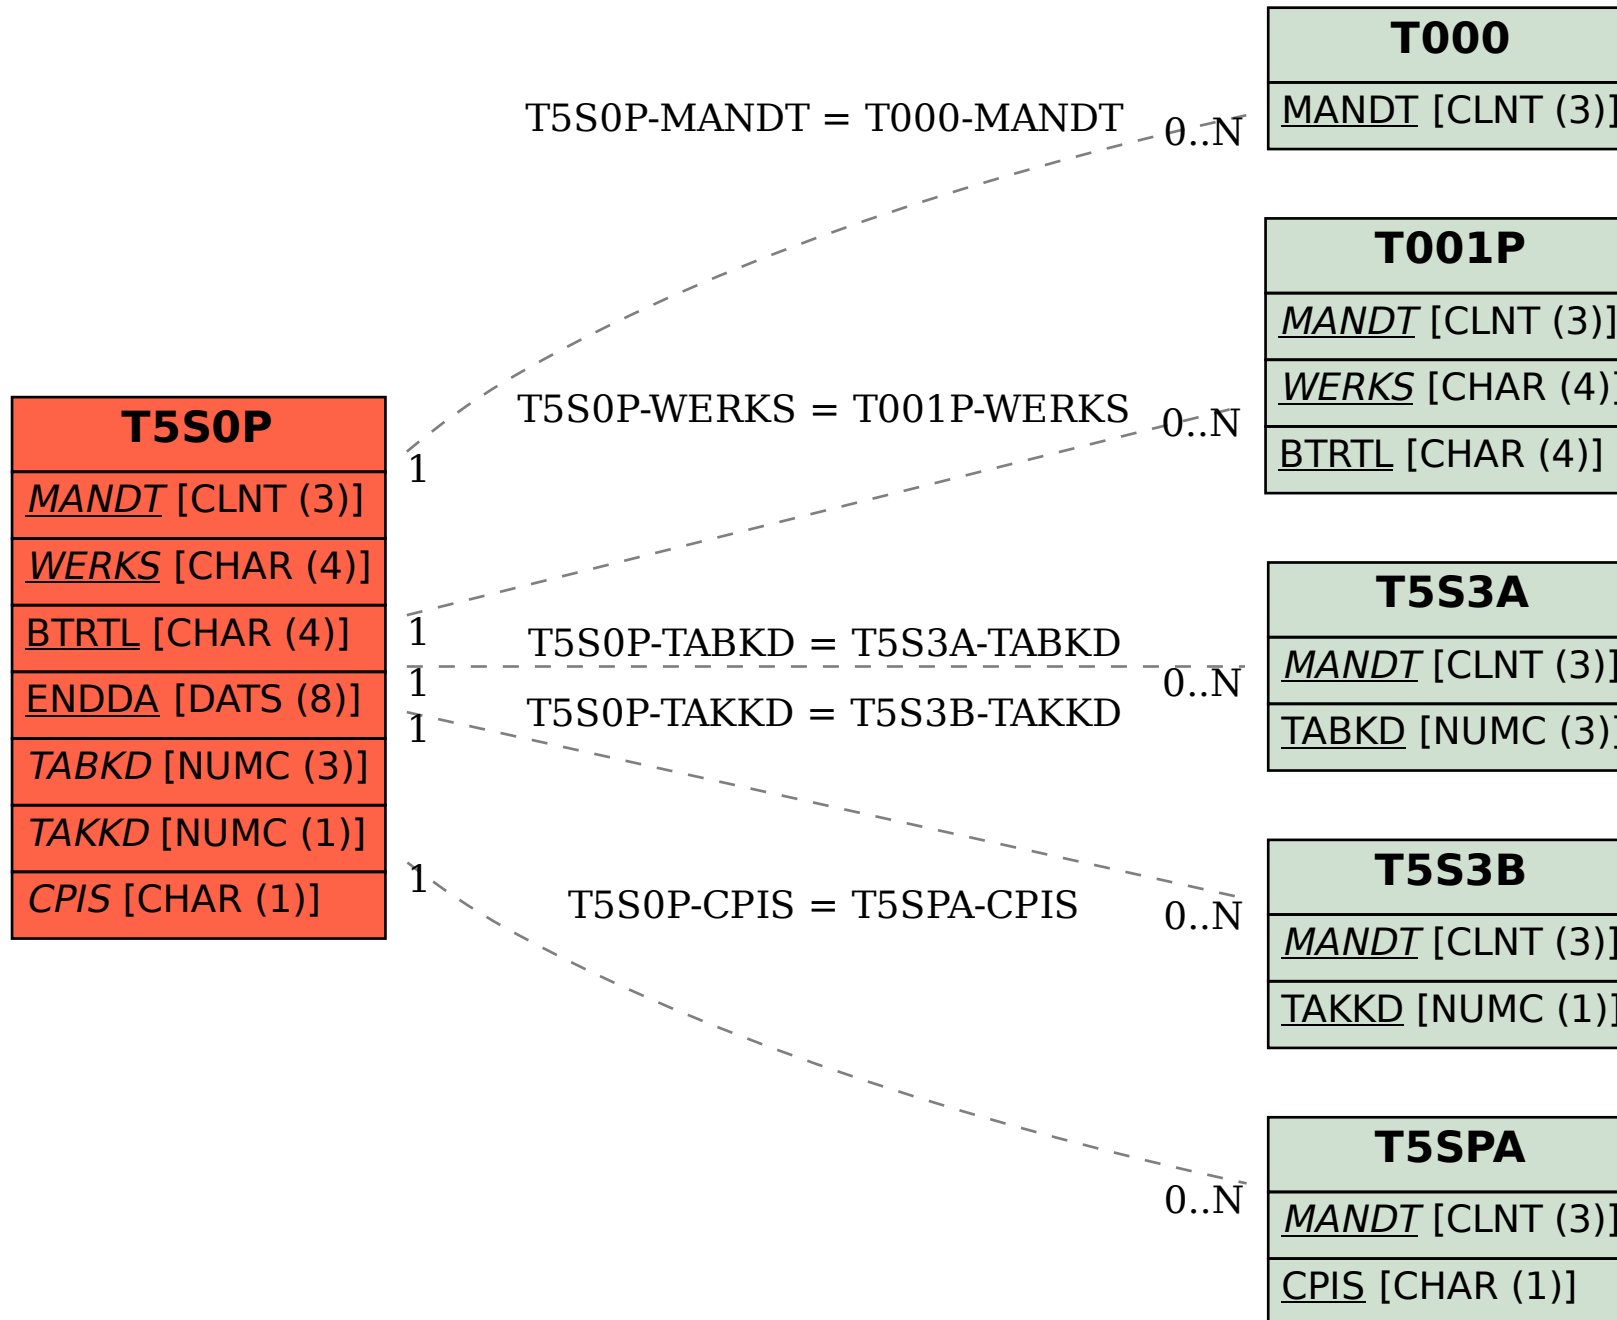 T5S0P
MANDT [CLNT (3)]
WERKS [CHAR (4)]
BTRTL [CHAR (4)]
ENDDA [DATS (8)]
TABKD [NUMC (3)]
TAKKD [NUMC (1)]
CPIS [CHAR (1)]
T5S0P-MANDT = T000-MANDT
0..N
1
T5S0P-WERKS = T001P-WERKS
0..N
1
T5S0P-TABKD = T5S3A-TABKD
0..N
1
T5S0P-TAKKD = T5S3B-TAKKD
0..N
1
T5S0P-CPIS = T5SPA-CPIS
0..N
1
T000
MANDT [CLNT (3)]
T001P
MANDT [CLNT (3)]
WERKS [CHAR (4)]
BTRTL [CHAR (4)]
T5S3A
MANDT [CLNT (3)]
TABKD [NUMC (3)]
T5S3B
MANDT [CLNT (3)]
TAKKD [NUMC (1)]
T5SPA
MANDT [CLNT (3)]
CPIS [CHAR (1)]